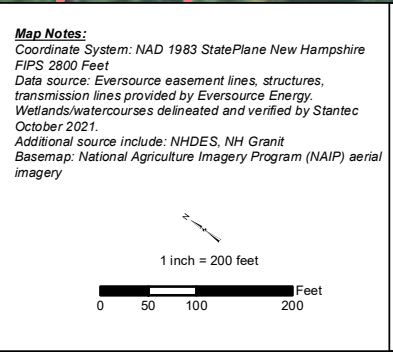 Map Notes:
Coordinate System: NAD 1983 StatePlane New Hampshire
FIPS 2800 Feet
Data source: Eversource easement lines, structures,
transmission lines provided by Eversource Energy.
Wetlands/watercourses delineated and verified by Stantec
October 2021.
Additional source include: NHDES, NH Granit
Basemap: National Agriculture Imagery Program (NAIP) aerial
imagery
N
1 inch = 200 feet
Feet
0 50 100 200